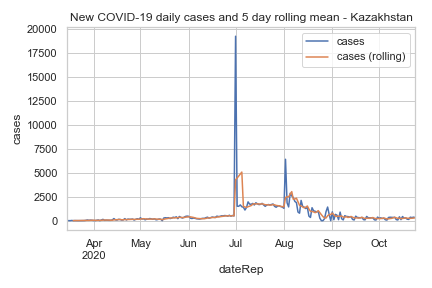 New COVID-19 daily cases and 5 day rolling mean - Kazakhstan
20000
17500
15000
12500
10000
7500
5000
2500
0
cases
cases
cases (rolling)
Apr May Jun Jul Aug Sep Oct
2020
dateRep